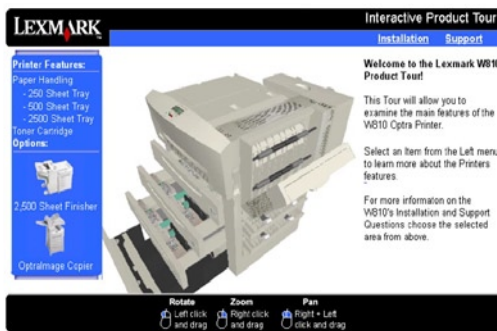 LEXMARK
Interactive Product Tour
Installation Support
Printer Features:
Paper Handling
- 250 Sheet Tray
- 500 Sheet Tray
- 2500 Sheet Tray
Toner Cartridge
Options:
2,500 Sheet Finisher
OptraImage Copier
Welcome to the Lexmark W810
Product Tour!
This Tour will allow you to
examine the main features of the
W810 Optra Printer.
Select an Item from the Left menu
to learn more about the Printers
features.
For more informaton on the
W810's Installation and Support
Questions choose the selected
area from above.
Rotate
Left click
and drag
Zoom
Right click
and drag
Pan
Right + Left
click and drag